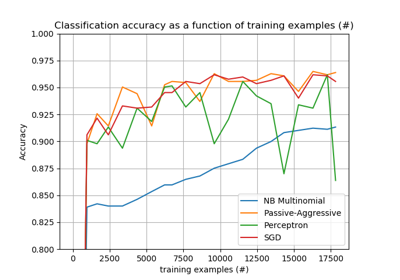 Classification accuracy as a function of training examples (#)
1.000
0.975
0.950
0.925
0.900
0.875
0.850
0.825
0.800
Accuracy
NB Multinomial
Passive-Aggressive
Perceptron
SGD
0 2500 5000 7500 10000 12500 15000 17500
training examples (#)